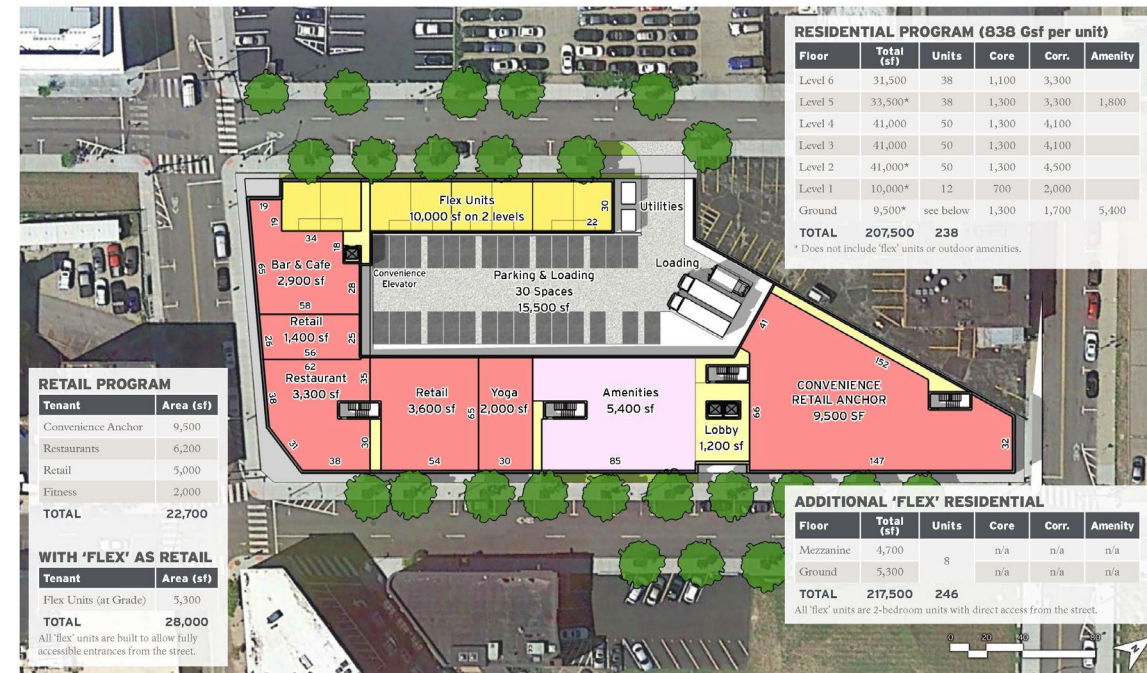 RESIDENTIAL PROGRAM (838 Gsf per unit)
Floor Total (sf) Units Core Corr. Amenity
Level 6 31,500 38 1,100 3,300
Level 5 33,500* 38 1,300 3,300 1,800
Level 4 41,000 50 1,300 4,100
Level 3 41,000 50 1,300 4,100
Level 2 41,000* 50 1,300 4,500
Level 1 10,000* 12 700 2,000
Ground 9,500* see below 1,300 1,700 5,400
TOTAL 207,500 238
* Does not include 'flex' units or outdoor amenities.
Flex Units
10,000 sf on 2 levels
30
22
Utilities
19
19
34
18
Bar & Cafe
2,900 sf
65
28
58
Convenience
Elevator
Parking & Loading
30 Spaces
15,500 sf
Loading
Retail
1,400 sf
26
25
56
62
Restaurant
3,300 sf
35
38
31
30
38
Retail
3,600 sf
65
54
Yoga
2,000 sf
30
Amenities
5,400 sf
85
Lobby
1,200 sf
41
152
66
CONVENIENCE
RETAIL ANCHOR
9,500 SF
32
147
RETAIL PROGRAM
Tenant Area (sf)
Convenience Anchor 9,500
Restaurants 6,200
Retail 5,000
Fitness 2,000
TOTAL 22,700
WITH 'FLEX' AS RETAIL
Tenant Area (sf)
Flex Units (at Grade) 5,300
TOTAL 28,000
All 'flex' units are built to allow fully
accessible entrances from the street.
ADDITIONAL 'FLEX' RESIDENTIAL
Floor Total (sf) Units Core Corr. Amenity
Mezzanine 4,700 8 n/a n/a n/a
Ground 5,300 n/a n/a n/a
TOTAL 217,500 246
All 'flex' units are 2-bedroom units with direct access from the street.
0 20 40 80
N